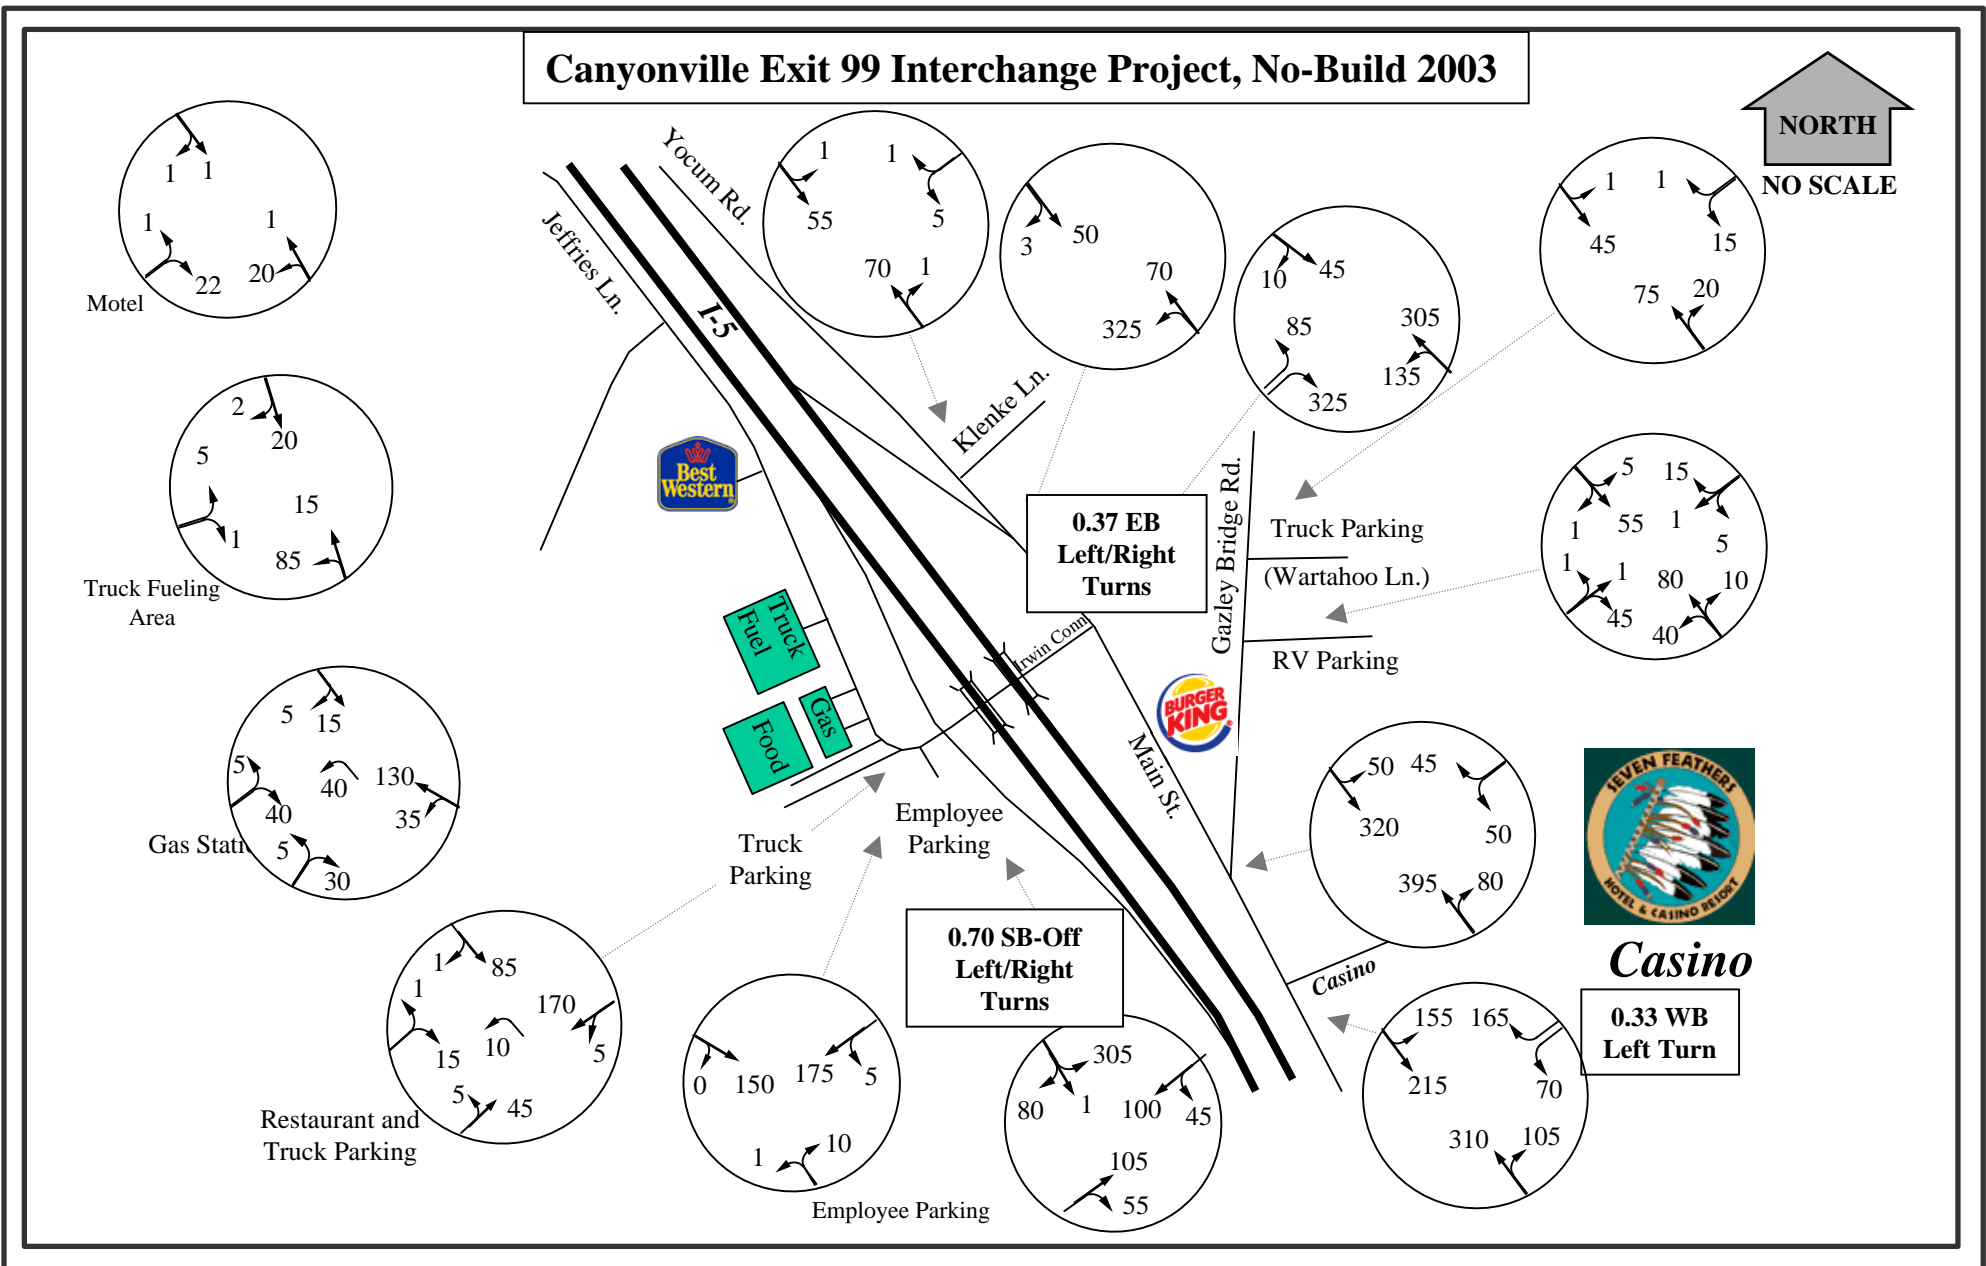 Canyonville Exit 99 Interchange Project, No-Build 2003
NORTH
NO SCALE
1 1
1 1
22 20
Motel
2
20
5
15
1
85
Truck Fueling
Area
5 15
5
40
130
40
35
5
30
Gas Stati
1
85
1
170
15
10
5
5
45
Restaurant and
Truck Parking
0 150 175 5
1 10
Employee Parking
305
80 1 100 45
105
55
1 1
55 5
70 1
3 50
70
325
10 45
85 305
135
325
1 1
45 15
75 20
5 15
1 55 1
5
1 1 80 10
45 40
50 45
320 50
395 80
155 165
215 70
310 105
Yocum Rd.
Jeffries Ln.
I-5
Klenke Ln.
Best
Western
®
0.37 EB
Left/Right
Turns
Gazley Bridge Rd.
Truck Parking
(Wartahoo Ln.)
RV Parking
Truck
Fuel
Gas
Food
Irwin Conn
Main St.
BURGER
KING
®
Employee
Parking
Truck
Parking
0.70 SB-Off
Left/Right
Turns
Casino
SEVEN FEATHERS
HOTEL & CASINO RESORT
Casino
0.33 WB
Left Turn